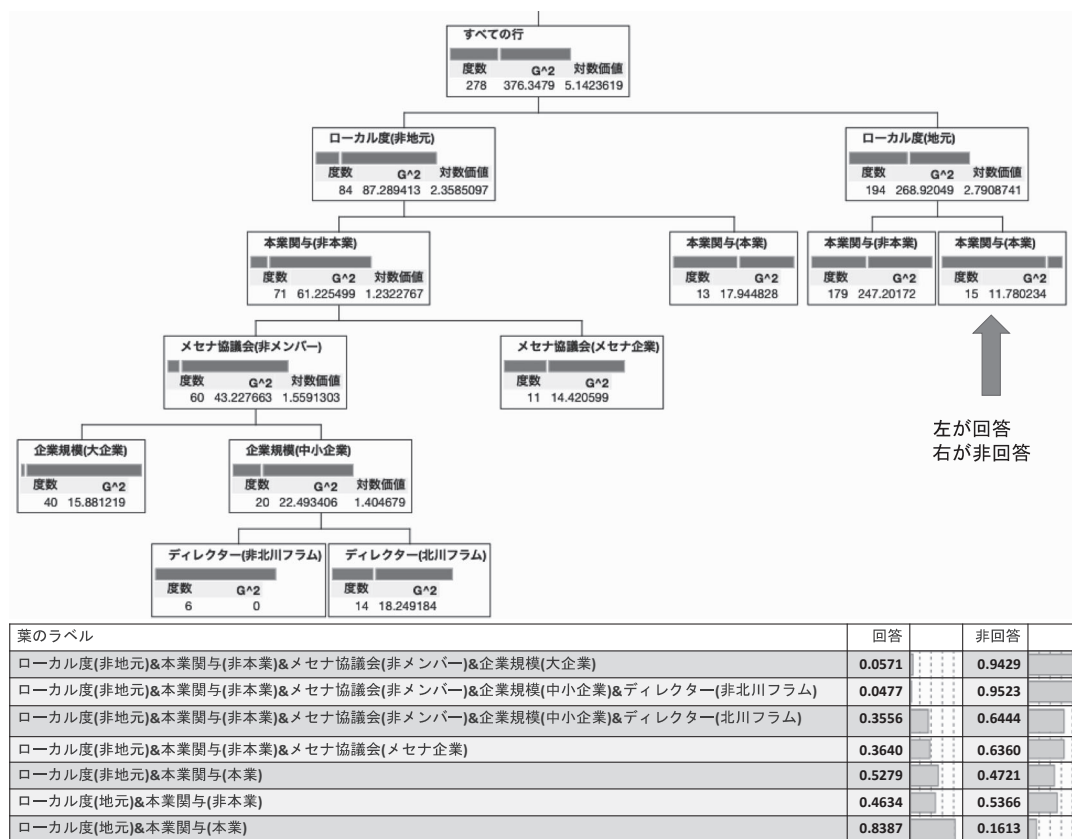 すべての行
度数 G^2 対数価値
278 376.3479 5.1423619
ローカル度(非地元)
度数 G^2 対数価値
84 87.289413 2.3585097
ローカル度(地元)
度数 G^2 対数価値
194 268.92049 2.7908741
本業関与(非本業)
度数 G^2 対数価値
71 61.225499 1.2322767
本業関与(本業)
度数 G^2
13 17.944828
本業関与(非本業)
度数 G^2
179 247.20172
本業関与(本業)
度数 G^2
15 11.780234
メセナ協議会(非メンバー)
度数 G^2 対数価値
60 43.227663 1.5591303
メセナ協議会(メセナ企業)
度数 G^2
11 14.420599
左が回答
右が非回答
企業規模(大企業)
度数 G^2
40 15.881219
企業規模(中小企業)
度数 G^2 対数価値
20 22.493406 1.404679
ディレクター(非北川フラム)
度数 G^2
6 0
ディレクター(北川フラム)
度数 G^2
14 18.249184
葉のラベル 回答 非回答
ローカル度(非地元)&本業関与(非本業)&メセナ協議会(非メンバー)&企業規模(大企業) 0.0571 0.9429
ローカル度(非地元)&本業関与(非本業)&メセナ協議会(非メンバー)&企業規模(中小企業)&ディレクター(非北川フラム) 0.0477 0.9523
ローカル度(非地元)&本業関与(非本業)&メセナ協議会(非メンバー)&企業規模(中小企業)&ディレクター(北川フラム) 0.3556 0.6444
ローカル度(非地元)&本業関与(非本業)&メセナ協議会(メセナ企業) 0.3640 0.6360
ローカル度(非地元)&本業関与(本業) 0.5279 0.4721
ローカル度(地元)&本業関与(非本業) 0.4634 0.5366
ローカル度(地元)&本業関与(本業) 0.8387 0.1613